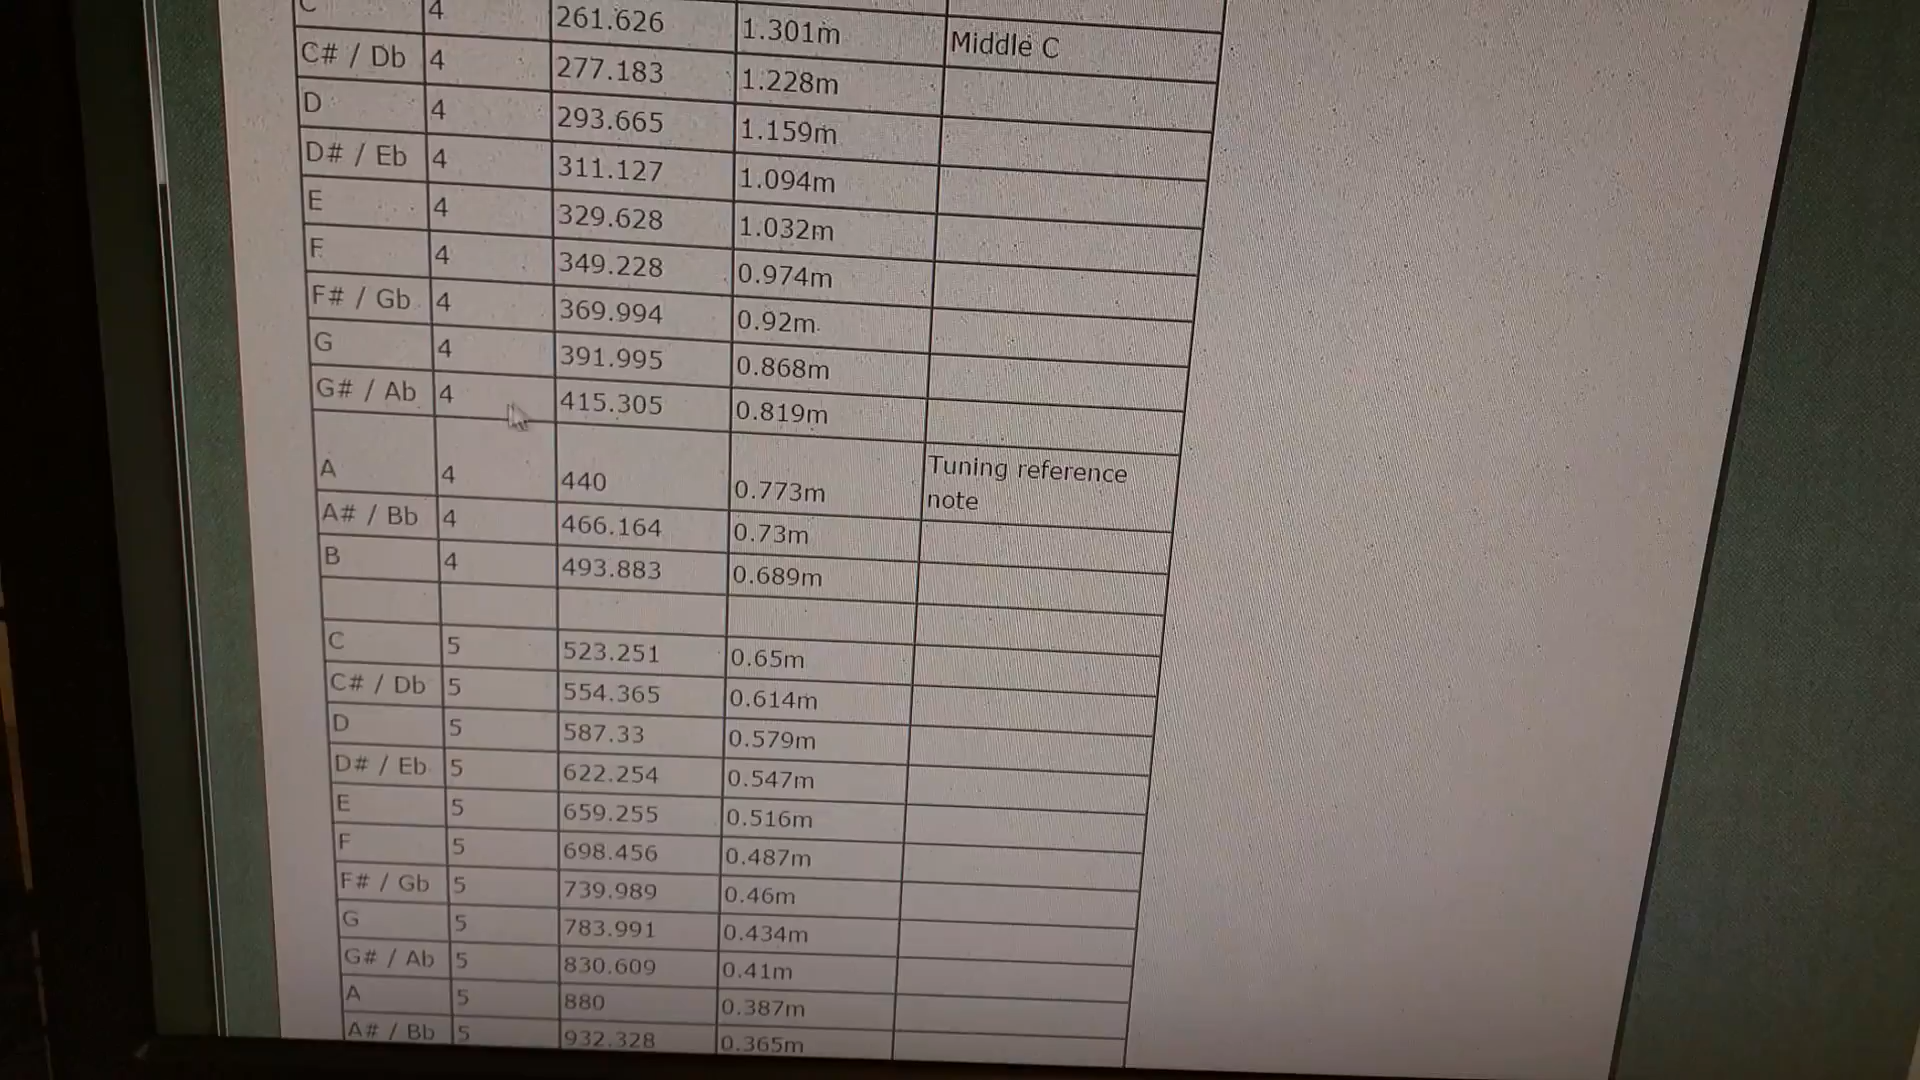 C 4 261.626 1.301m Middle C
C# / Db 4 277.183 1.228m
D 4 293.665 1.159m
D# / Eb 4 311.127 1.094m
E 4 329.628 1.032m
F 4 349.228 0.974m
F# / Gb 4 369.994 0.92m
G 4 391.995 0.868m
G# / Ab 4 415.305 0.819m
A 4 440 0.773m Tuning reference
note
A# / Bb 4 466.164 0.73m
B 4 493.883 0.689m
C 5 523.251 0.65m
C# / Db 5 554.365 0.614m
D 5 587.33 0.579m
D# / Eb 5 622.254 0.547m
E 5 659.255 0.516m
F 5 698.456 0.487m
F# / Gb 5 739.989 0.46m
G 5 783.991 0.434m
G# / Ab 5 830.609 0.41m
A 5 880 0.387m
A# / Bb 5 932.328 0.365m